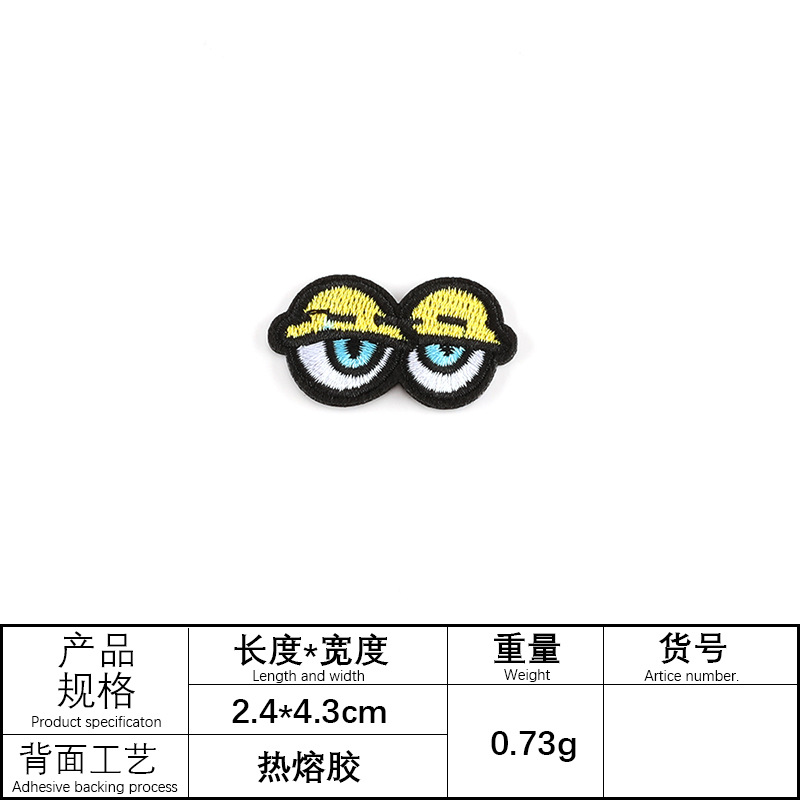 产品
规格
Product specificaton
长度*宽度
Length and width
重量
Weight
货号
Artice number.
2.4*4.3cm
0.73g
背面工艺
Adhesive backing process
热熔胶